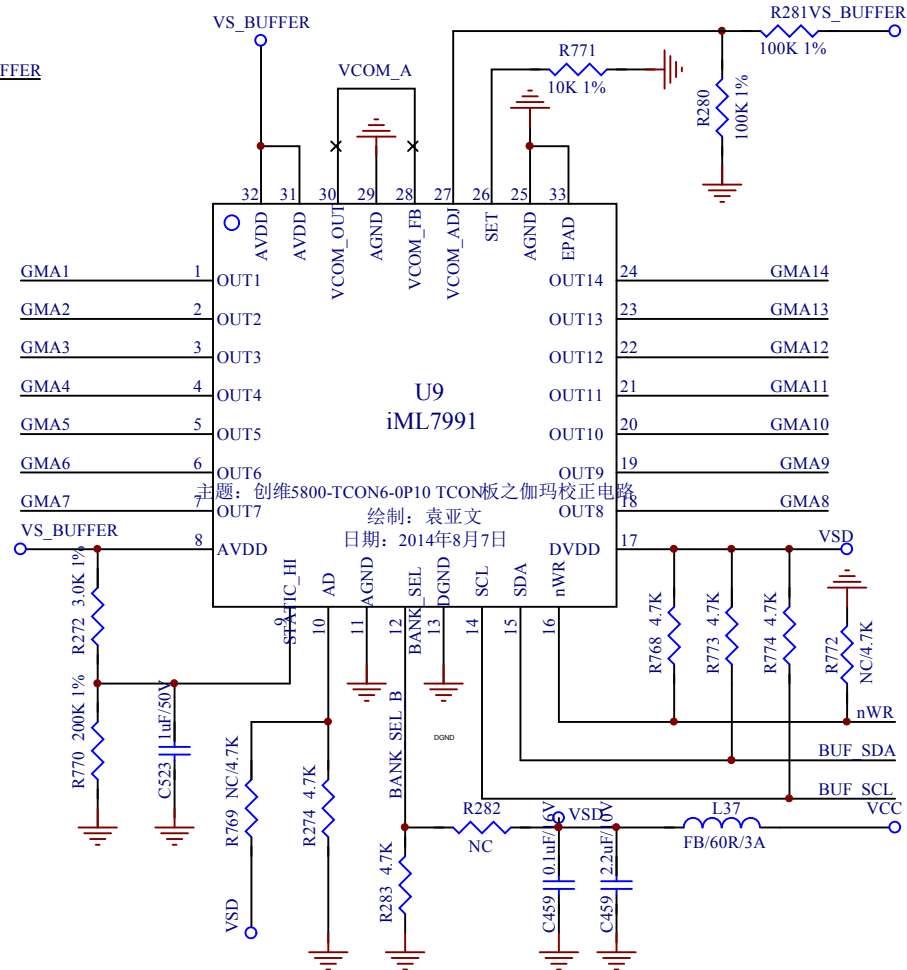 VS_BUFFER
R281VS_BUFFER
100K 1%
FFER
VCOM_A
R771
10K 1%
R280
100K 1%
32
31
30
29
28
27
26
25
33
AVDD
AVDD
VCOM_OUT
AGND
VCOM_FB
VCOM_ADJ
SET
AGND
EPAD
GMA1
1
OUT1
OUT14
24
GMA14
GMA2
2
OUT2
OUT13
23
GMA13
GMA3
3
OUT3
OUT12
22
GMA12
GMA4
4
OUT4
OUT11
21
GMA11
U9
iML7991
GMA5
5
OUT5
OUT10
20
GMA10
GMA6
6
OUT6
OUT9
19
GMA9
主题：创维5800-TCON6-0P10 TCON板之伽玛校正电路
GMA7
7
OUT7
OUT8
18
GMA8
绘制：袁亚文
日期：2014年8月7日
VS_BUFFER
8
AVDD
DVDD
17
VSD
STATIC_HI
AD
AGND
BANK_SEL
DGND
SCL
SDA
nWR
9
10
11
12
13
14
15
16
R272 3.0K 1%
R770 200K 1%
C523 1uF/50V
R769 NC/4.7K
R274 4.7K
BANK_SEL_B
DGND
R768 4.7K
R773 4.7K
R774 4.7K
R772
NC/4.7K
nWR
BUF_SDA
BUF_SCL
VCC
R282
NC
VSD
L37
FB/60R/3A
R283 4.7K
C459 0.1uF/16V
C459 2.2uF/10V
VSD